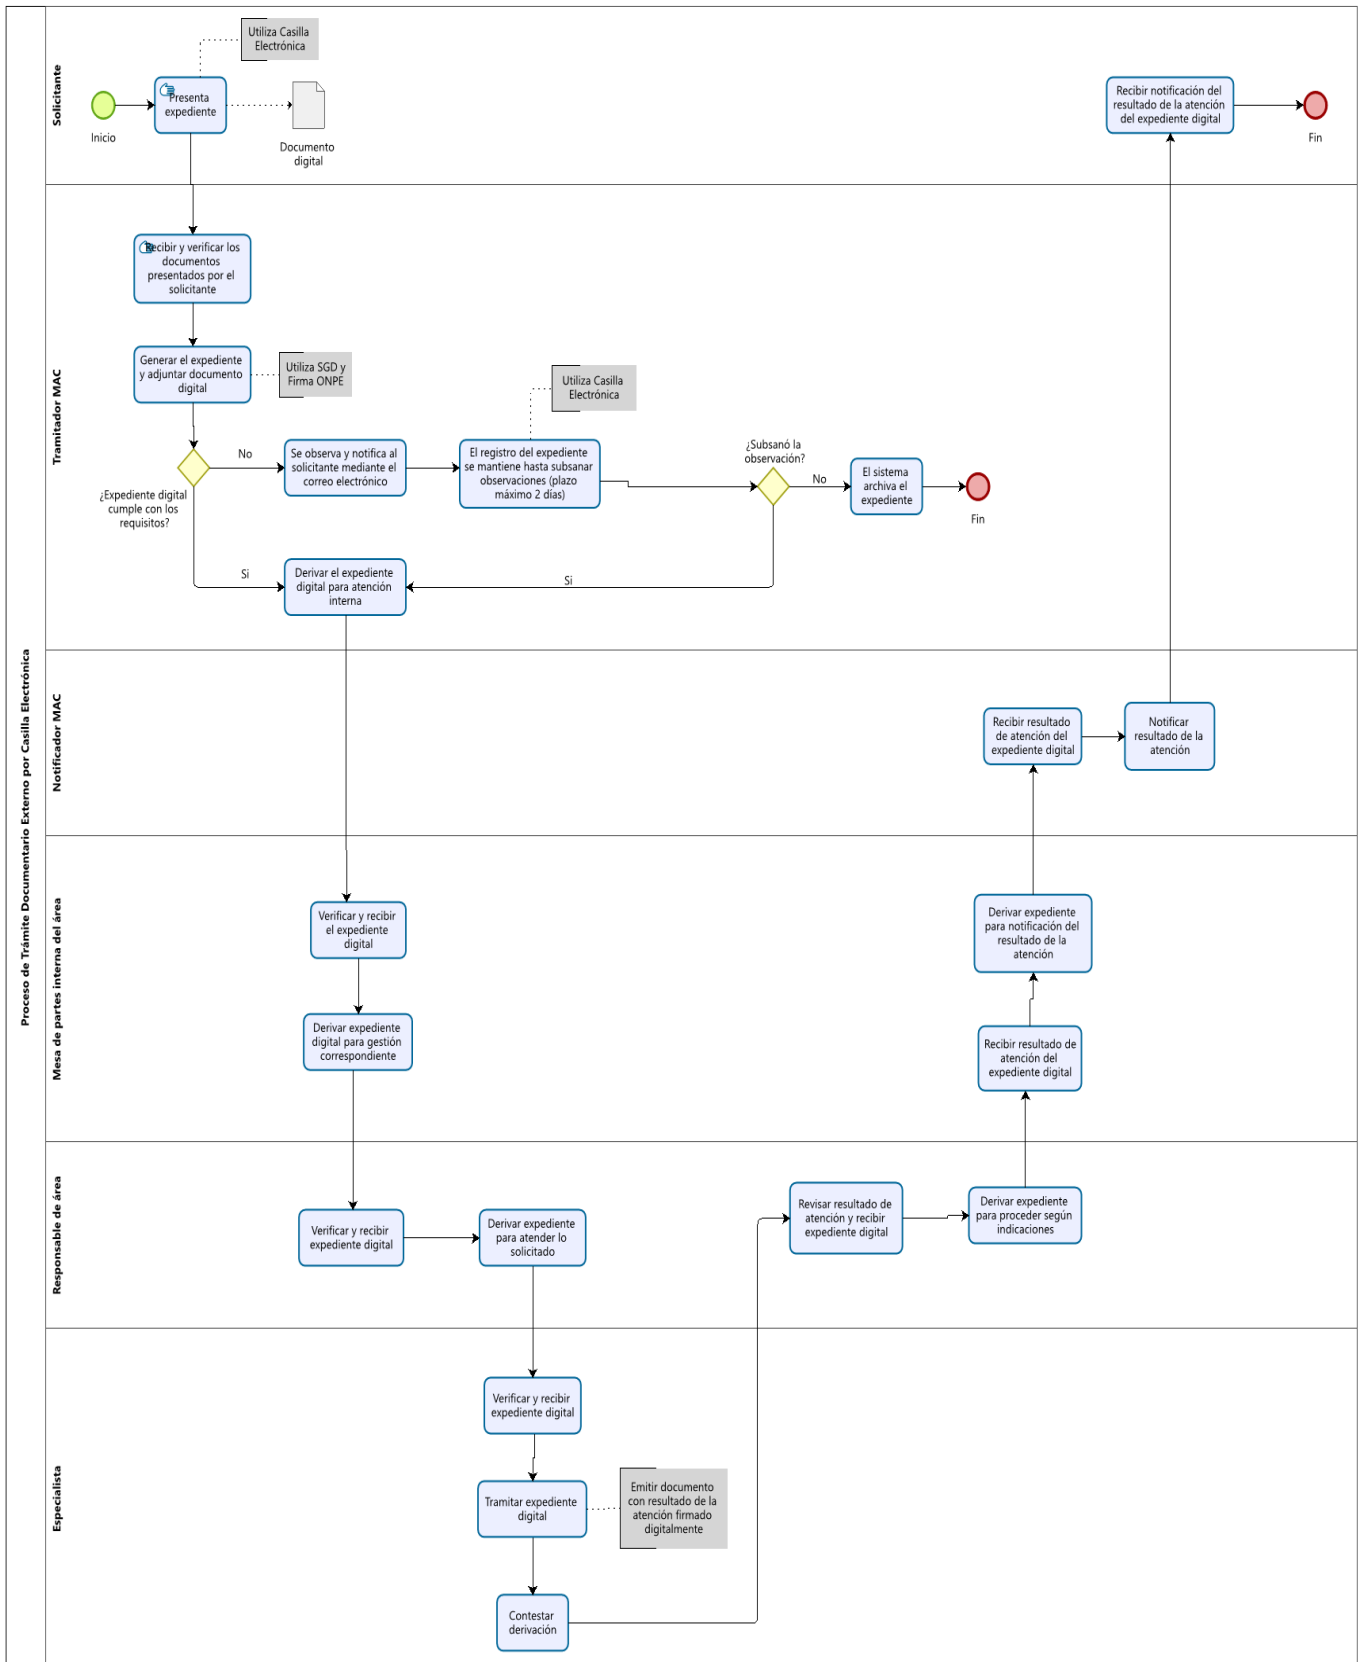 Proceso de Trámite Documentario Externo por Casilla Electrónica
Solicitante
Utiliza Casilla
Electrónica
Inicio
Presenta
expediente
Documento
digital
Recibir notificación del
resultado de la atención
del expediente digital
Fin
Tramitador MAC
Recibir y verificar los
documentos
presentados por el
solicitante
Generar el expediente
y adjuntar documento
digital
Utiliza SGD y
Firma ONPE
¿Expediente digital
cumple con los
requisitos?
No
Se observa y notifica al
solicitante mediante el
correo electrónico
El registro del expediente
se mantiene hasta subsanar
observaciones (plazo
máximo 2 días)
Utiliza Casilla
Electrónica
¿Subsanó la
observación?
No
El sistema
archiva el
expediente
Fin
Si
Derivar el expediente
digital para atención
interna
Si
Notificador MAC
Recibir resultado
de atención del
expediente digital
Notificar
resultado de la
atención
Mesa de partes interna del área
Verificar y recibir
el expediente
digital
Derivar expediente
digital para gestión
correspondiente
Derivar expediente
para notificación del
resultado de la
atención
Recibir resultado de
atención del
expediente digital
Responsable de área
Verificar y recibir
expediente digital
Derivar expediente
para atender lo
solicitado
Revisar resultado de
atención y recibir
expediente digital
Derivar expediente
para proceder según
indicaciones
Especialista
Verificar y recibir
expediente digital
Tramitar expediente
digital
Emitir documento
con resultado de la
atención firmado
digitalmente
Contestar
derivación